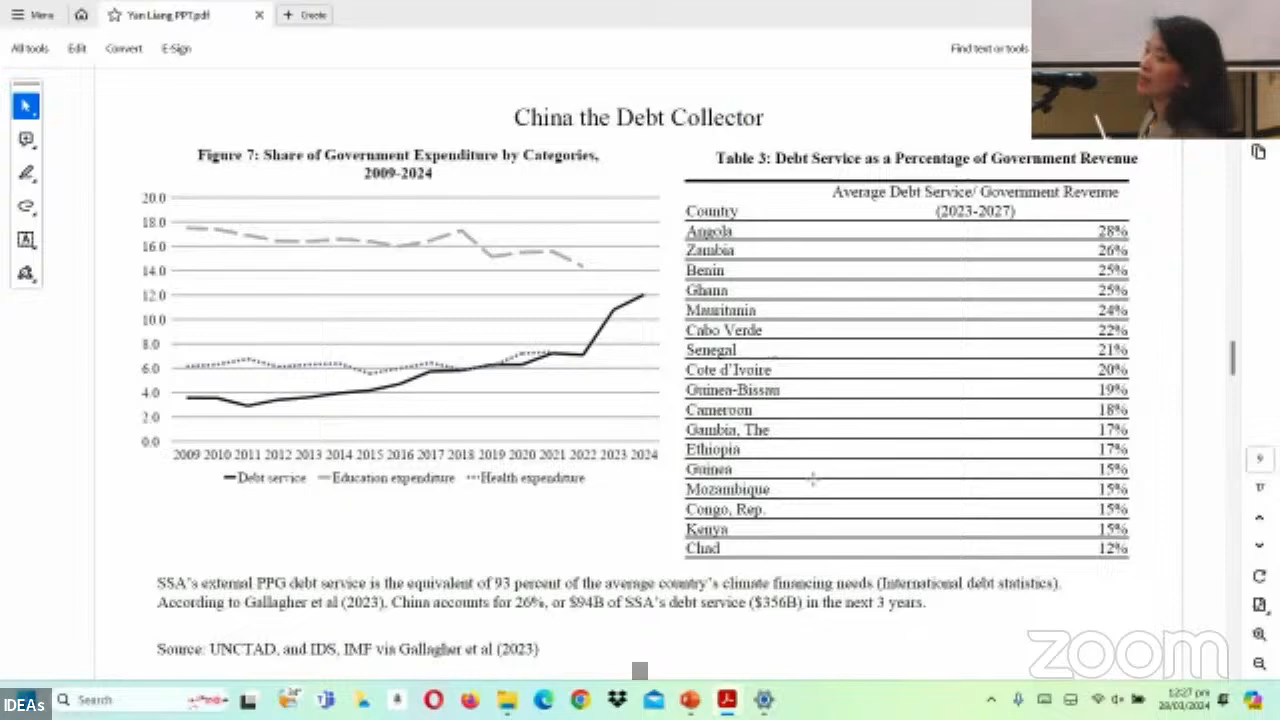 Menu
Yan Liang PPT.pdf
Create
All tools Edit Convert E-Sign
Find text or tools
China the Debt Collector
Figure 7: Share of Government Expenditure by Categories,
2009-2024
20.0
18.0
16.0
14.0
12.0
10.0
8.0
6.0
4.0
2.0
0.0
2009 2010 2011 2012 2013 2014 2015 2016 2017 2018 2019 2020 2021 2022 2023 2024
Debt service Education expenditure Health expenditure
Table 3: Debt Service as a Percentage of Government Revenue
Average Debt Service/ Government Revenue
Country (2023-2027)
Angola 28%
Zambia 26%
Benin 25%
Ghana 25%
Mauritania 24%
Cabo Verde 22%
Senegal 21%
Cote d'Ivoire 20%
Guinea-Bissau 19%
Cameroon 18%
Gambia, The 17%
Ethiopia 17%
Guinea 15%
Mozambique 15%
Congo, Rep. 15%
Kenya 15%
Chad 12%
SSA's external PPG debt service is the equivalent of 93 percent of the average country's climate financing needs (International debt statistics).
According to Gallagher et al (2023), China accounts for 26%, or $94B of SSA's debt service ($356B) in the next 3 years.
Source: UNCTAD, and IDS, IMF via Gallagher et al (2023)
9
17
zoom
IDEAs
Search
12:27 pm
28/03/2024